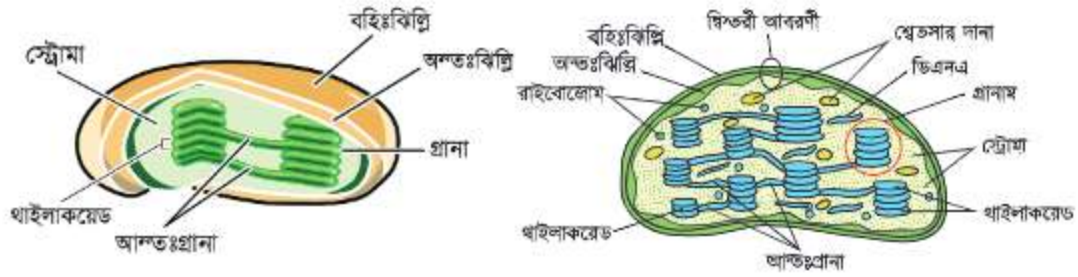 বহিঃঝিল্লি
স্ট্রোমা
অন্তঃঝিল্লি
গ্রানা
থাইলাকয়েড
আন্তঃগ্রানা
দ্বিস্তরী আবরণী
শ্বেতসার দানা
বহিঃঝিল্লি
অন্তঃঝিল্লি
ডিএনএ
রাইবোজোম
গ্রানাম
স্ট্রোমা
থাইলাকয়েড
থাইলাকয়েড
আন্তঃগ্রানা